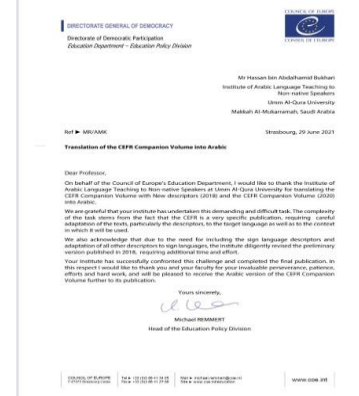 COUNCIL OF EUROPE
CONSEIL DE L'EUROPE
DIRECTORATE GENERAL OF DEMOCRACY
Directorate of Democratic Participation
Education Department – Education Policy Division
Mr Hassan bin Abdalhamid Bukhari
Institute of Arabic Language Teaching to
Non-native Speakers
Umm Al-Qura University
Makkah Al-Mukarramah, Saudi Arabia
Ref ► MR/AMK
Strasbourg, 29 June 2021
Translation of the CEFR Companion Volume into Arabic
Dear Professor,
On behalf of the Council of Europe's Education Department, I would like to thank the Institute of
Arabic Language Teaching to Non-native Speakers at Umm Al-Qura University for translating the
CEFR Companion Volume with New descriptors (2018) and the CEFR Companion Volume (2020)
into Arabic.
We are grateful that your institute has undertaken this demanding and difficult task. The complexity
of the task stems from the fact that the CEFR is a very specific publication, requiring careful
adaptation of the texts, particularly the descriptors, to the target language as well as to the context
in which it will be used.
We also acknowledge that due to the need for including the sign language descriptors and
adaptation of all other descriptors to sign languages, the Institute diligently revised the preliminary
version published in 2018, requiring additional time and effort.
Your institute has successfully confronted this challenge and completed the final publication. In
this respect I would like to thank you and your faculty for your invaluable perseverance, patience,
efforts and hard work, and will be pleased to receive the Arabic version of the CEFR Companion
Volume further to its publication.
Yours sincerely,
Michael REMMERT
Head of the Education Policy Division
COUNCIL OF EUROPE
www.coe.int